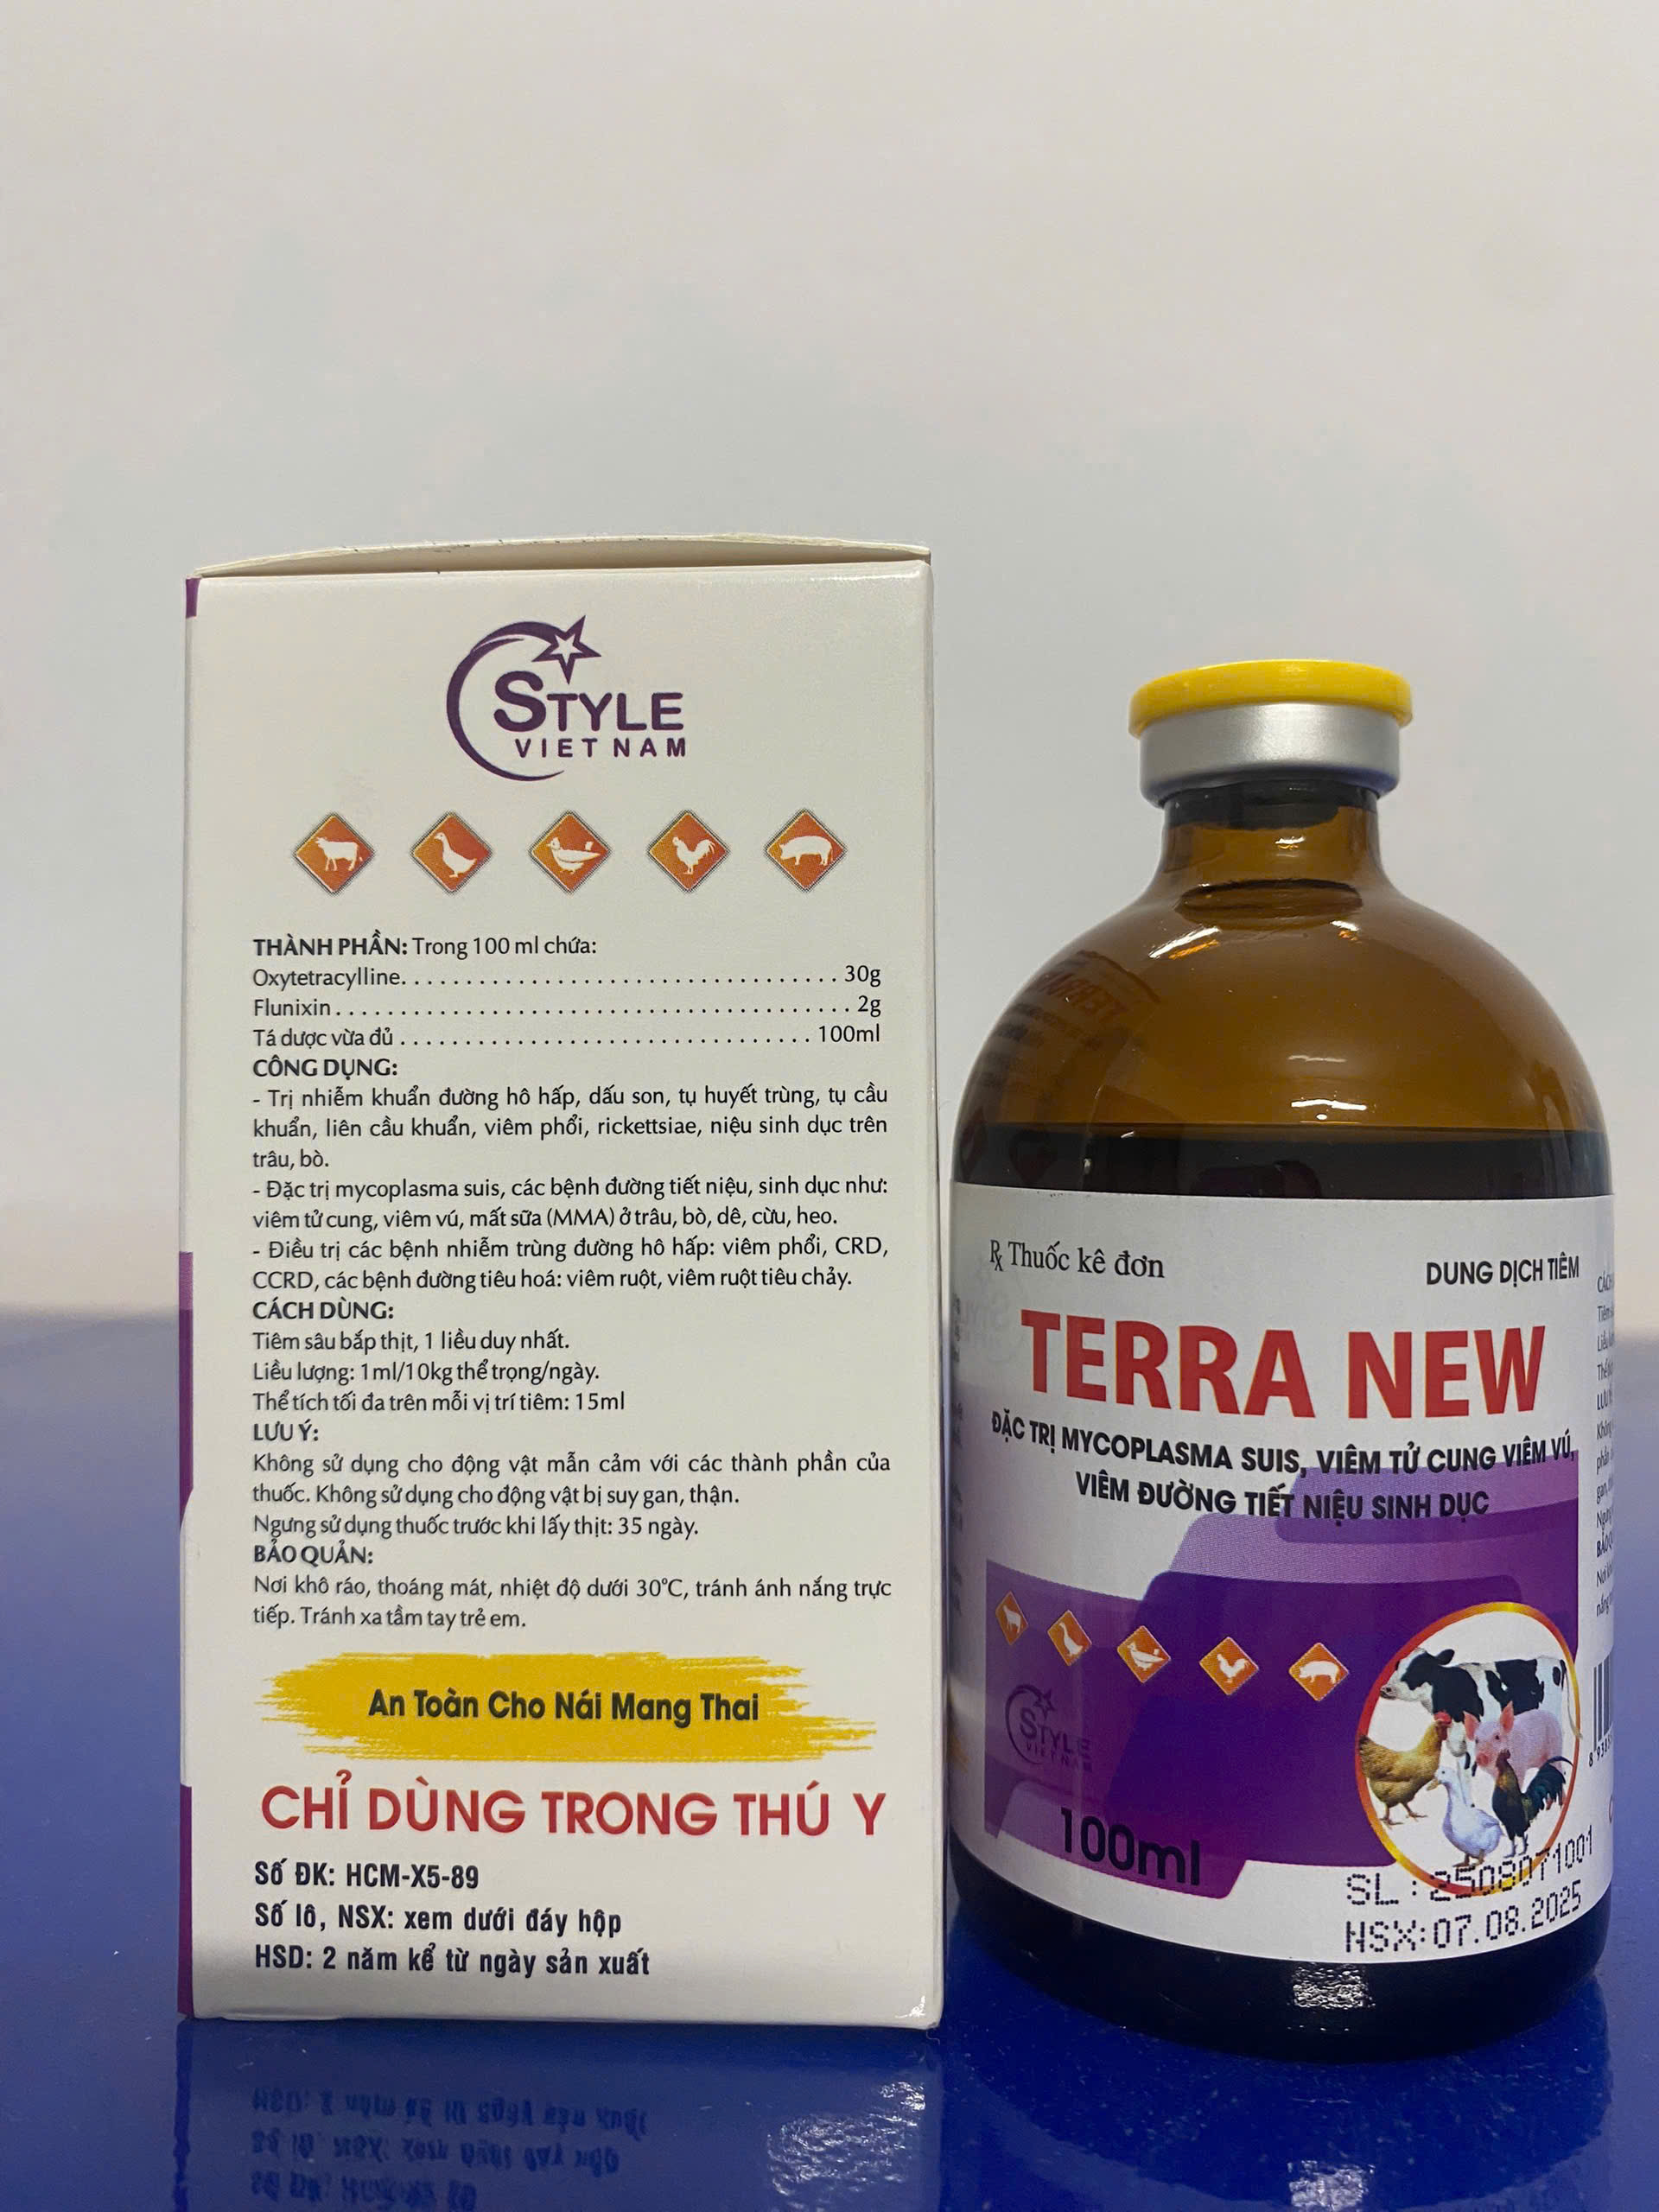 STYLE
VIET NAM
THÀNH PHẦN: Trong 100 ml chứa:
Oxytetracylline. . . . . . . . . . . . . . . . . . . . . . . . . . . . . . . . . . 30g
Flunixin . . . . . . . . . . . . . . . . . . . . . . . . . . . . . . . . . . . . . . . . 2g
Tá dược vừa đủ . . . . . . . . . . . . . . . . . . . . . . . . . . . . . . . . 100ml
CÔNG DỤNG:
- Trị nhiễm khuẩn đường hô hấp, dấu son, tụ huyết trùng, tụ cầu
khuẩn, liên cầu khuẩn, viêm phổi, rickettsiae, niệu sinh dục trên
trâu, bò.
- Đặc trị mycoplasma suis, các bệnh đường tiết niệu, sinh dục như:
viêm tử cung, viêm vú, mất sữa (MMA) ở trâu, bò, dê, cừu, heo.
- Điều trị các bệnh nhiễm trùng đường hô hấp: viêm phổi, CRD,
CCRD, các bệnh đường tiêu hoá: viêm ruột, viêm ruột tiêu chảy.
CÁCH DÙNG:
Tiêm sâu bắp thịt, 1 liều duy nhất.
Liều lượng: 1ml/10kg thể trọng/ngày.
Thể tích tối đa trên mỗi vị trí tiêm: 15ml
LƯU Ý:
Không sử dụng cho động vật mẫn cảm với các thành phần của
thuốc. Không sử dụng cho động vật bị suy gan, thận.
Ngưng sử dụng thuốc trước khi lấy thịt: 35 ngày.
BẢO QUẢN:
Nơi khô ráo, thoáng mát, nhiệt độ dưới 30°C, tránh ánh nắng trực
tiếp. Tránh xa tầm tay trẻ em.
An Toàn Cho Nái Mang Thai
CHỈ DÙNG TRONG THÚ Y
Số ĐK: HCM-X5-89
Số lô, NSX: xem dưới đáy hộp
HSD: 2 năm kể từ ngày sản xuất
℞ Thuốc kê đơn
DUNG DỊCH TIÊM
TERRA NEW
ĐẶC TRỊ MYCOPLASMA SUIS, VIÊM TỬ CUNG VIÊM VÚ,
VIÊM ĐƯỜNG TIẾT NIỆU SINH DỤC
STYLE
VIET NAM
100ml
SL : 2508071001
NSX:07.08.2025